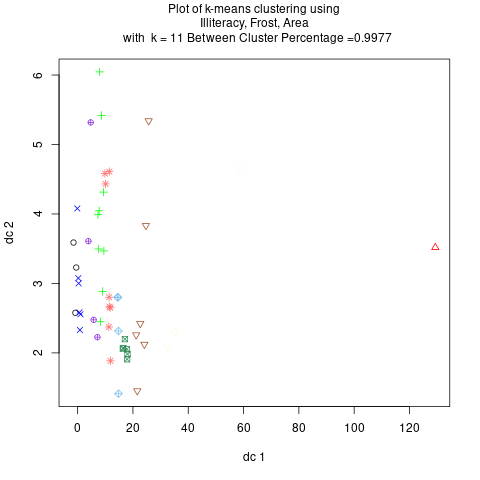 Plot of k-means clustering using
Illiteracy, Frost, Area
with k = 11 Between Cluster Percentage =0.9977
6
5
4
3
2
dc 2
0 20 40 60 80 100 120
dc 1